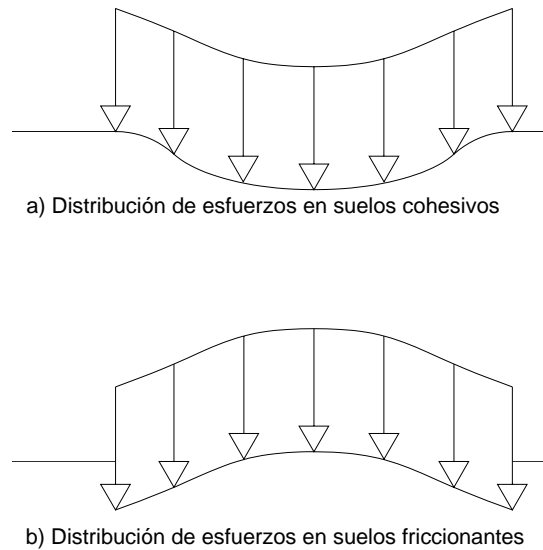 a) Distribución de esfuerzos en suelos cohesivos
b) Distribución de esfuerzos en suelos friccionantes